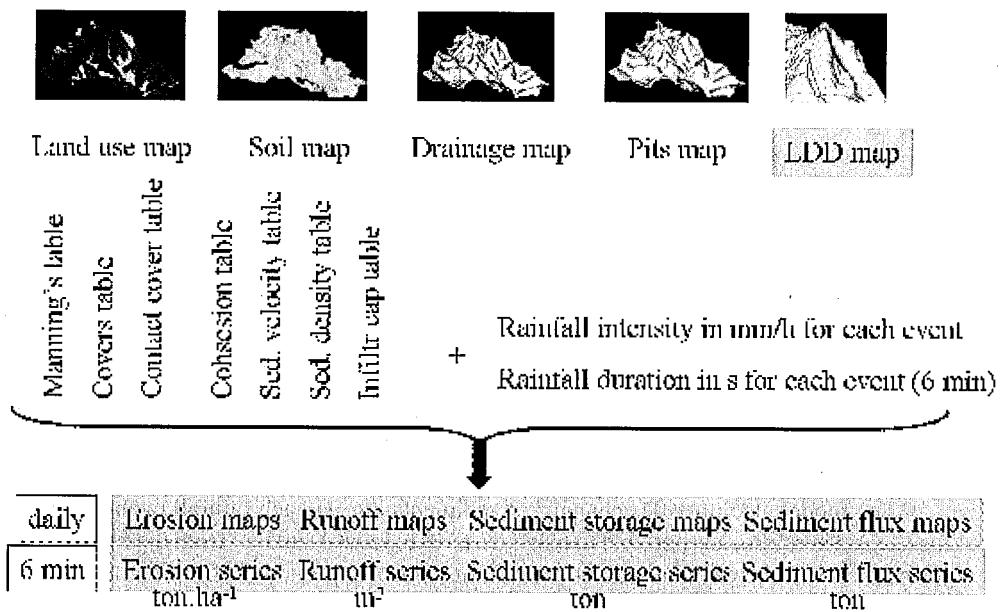 Land use map
Soil map
Drainage map
Pits map
LDD map
Manning's table
Covers table
Contact cover table
Cohsesion table
Sed. velocity table
Sed. density table
Infiltr cap table
+
Rainfall intensity in mm/h for each event
Rainfall duration in s for each event (6 min)
daily
Erosion maps
Runoff maps
Sediment storage maps
Sediment flux maps
6 min
Erosion series
Runoff series
Sediment storage series
Sediment flux series
ton.ha⁻¹
ton
ton